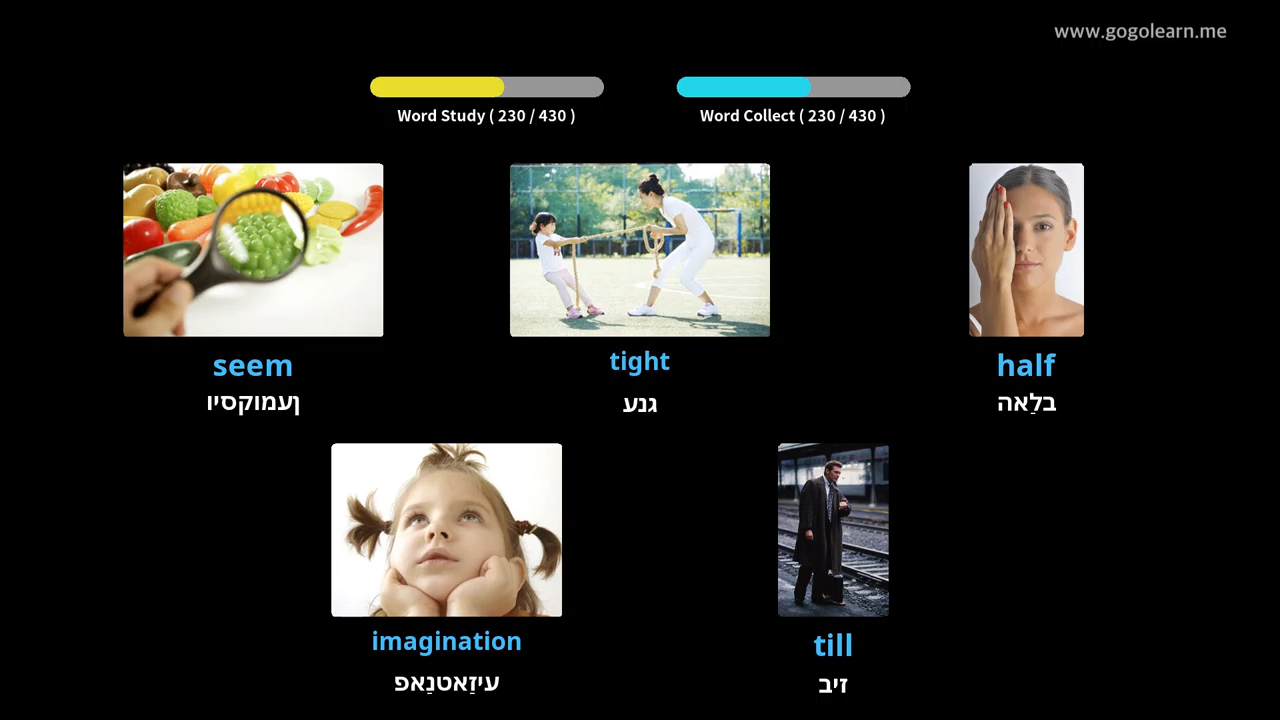 www.gogolearn.me
Word Study ( 230 / 430 )
Word Collect ( 230 / 430 )
seem
ןעמוקסיו
tight
גנע
half
בלַאה
imagination
עיזַאטנַאפ
till
זיב